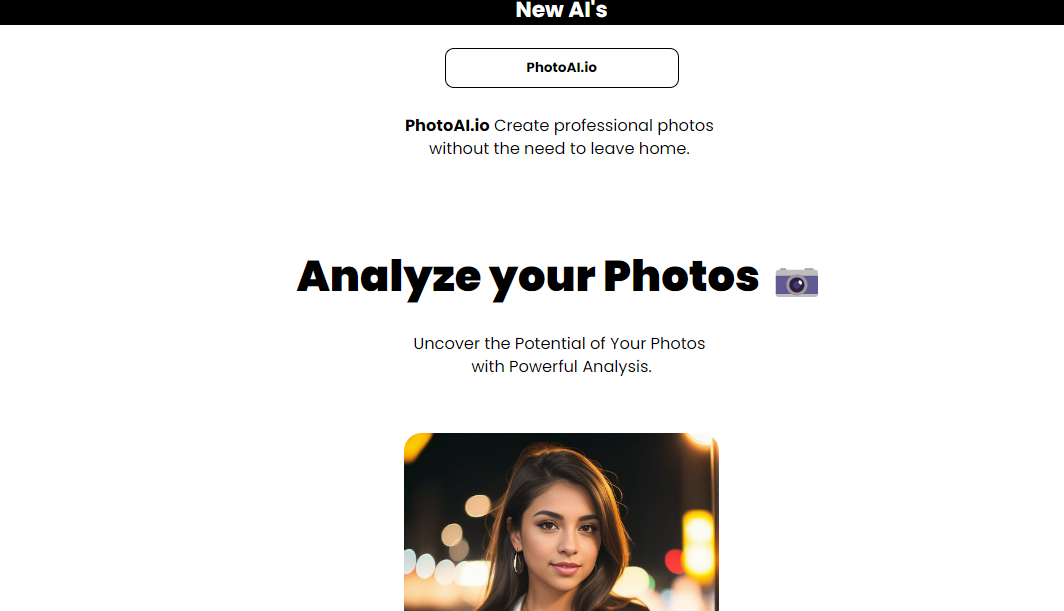 New AI's
PhotoAI.io
PhotoAI.io Create professional photos
without the need to leave home.
Analyze your Photos
Uncover the Potential of Your Photos
with Powerful Analysis.